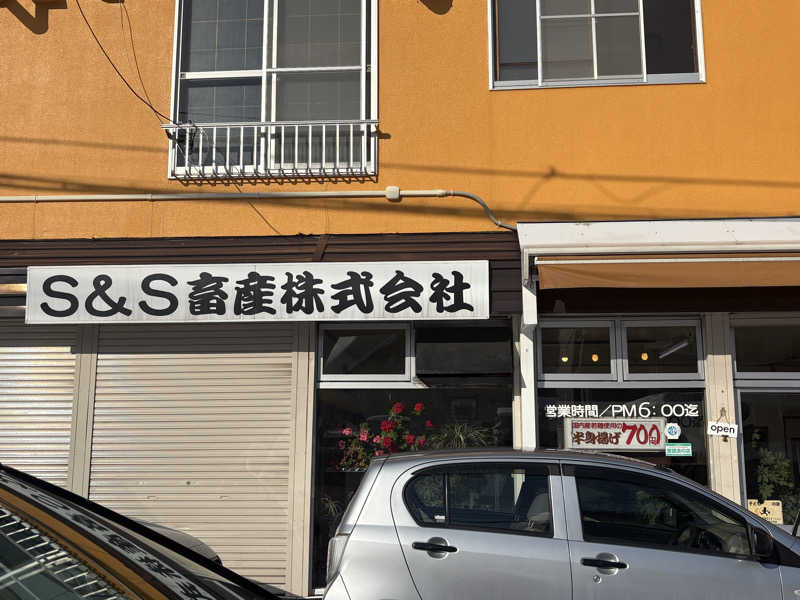 S&S畜産株式会社
営業時間／PM6：00迄
国内産若鶏使用の
半身揚げ 700円
open